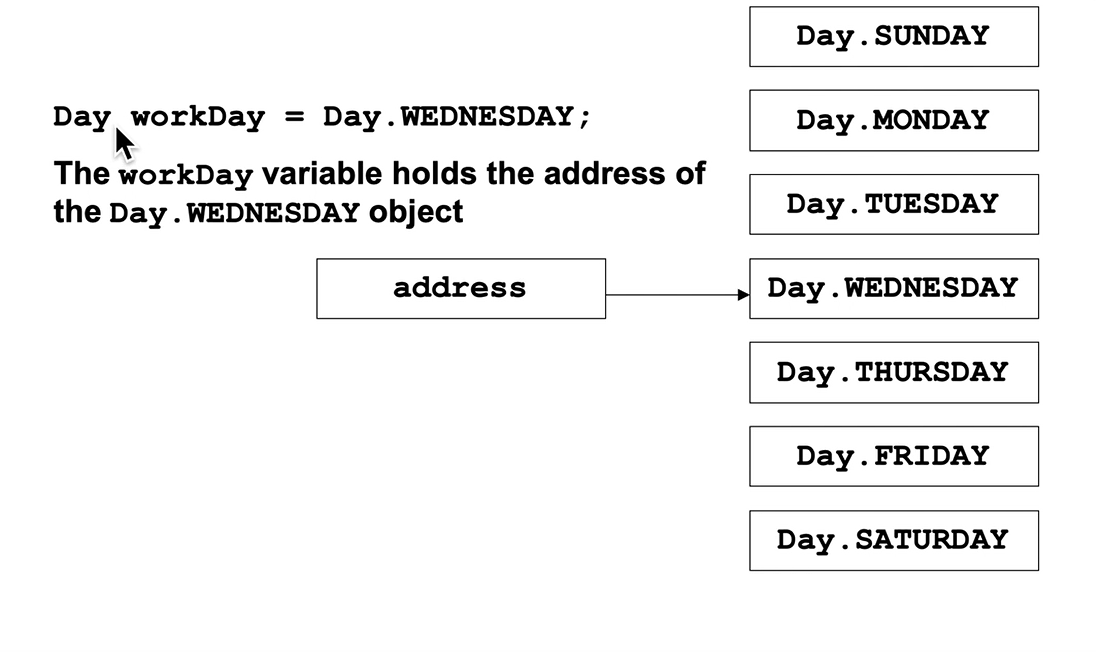 Day workDay = Day.WEDNESDAY;
The workDay variable holds the address of
the Day.WEDNESDAY object
address
Day.SUNDAY
Day.MONDAY
Day.TUESDAY
Day.WEDNESDAY
Day.THURSDAY
Day.FRIDAY
Day.SATURDAY